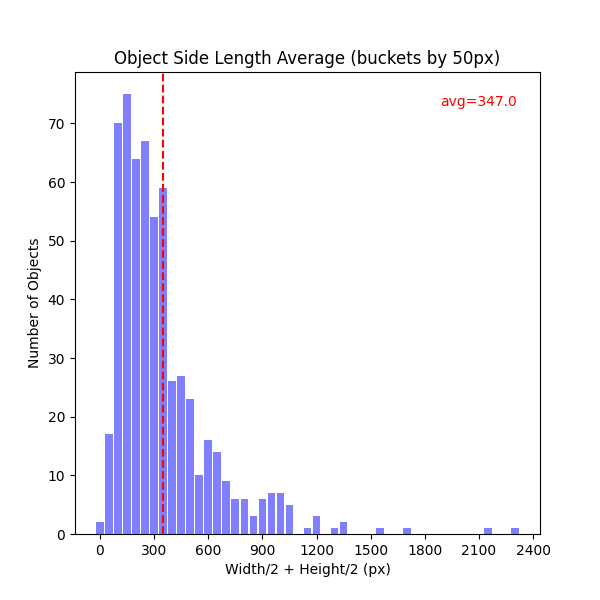 Object Side Length Average (buckets by 50px)
avg=347.0
70
60
50
40
30
20
10
0
Number of Objects
0 300 600 900 1200 1500 1800 2100 2400
Width/2 + Height/2 (px)